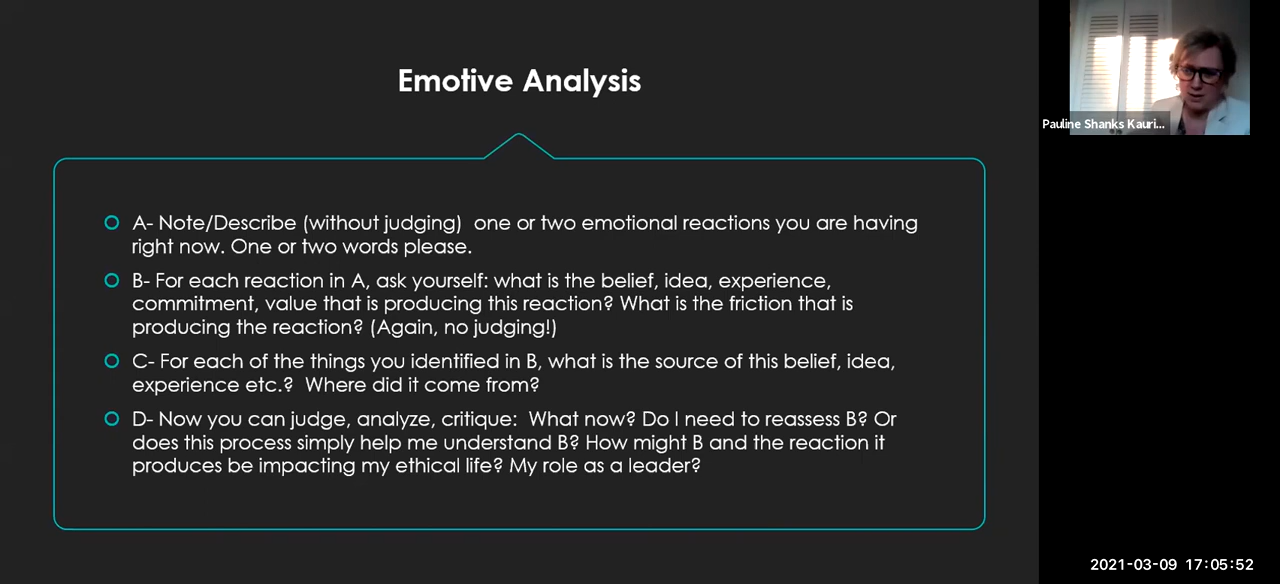 Emotive Analysis
A- Note/Describe (without judging)  one or two emotional reactions you are having
right now. One or two words please.
B- For each reaction in A, ask yourself: what is the belief, idea, experience,
commitment, value that is producing this reaction? What is the friction that is
producing the reaction? (Again, no judging!)
C- For each of the things you identified in B, what is the source of this belief, idea,
experience etc.?  Where did it come from?
D- Now you can judge, analyze, critique:  What now? Do I need to reassess B? Or
does this process simply help me understand B? How might B and the reaction it
produces be impacting my ethical life? My role as a leader?
Pauline Shanks Kauri...
2021-03-09 17:05:52